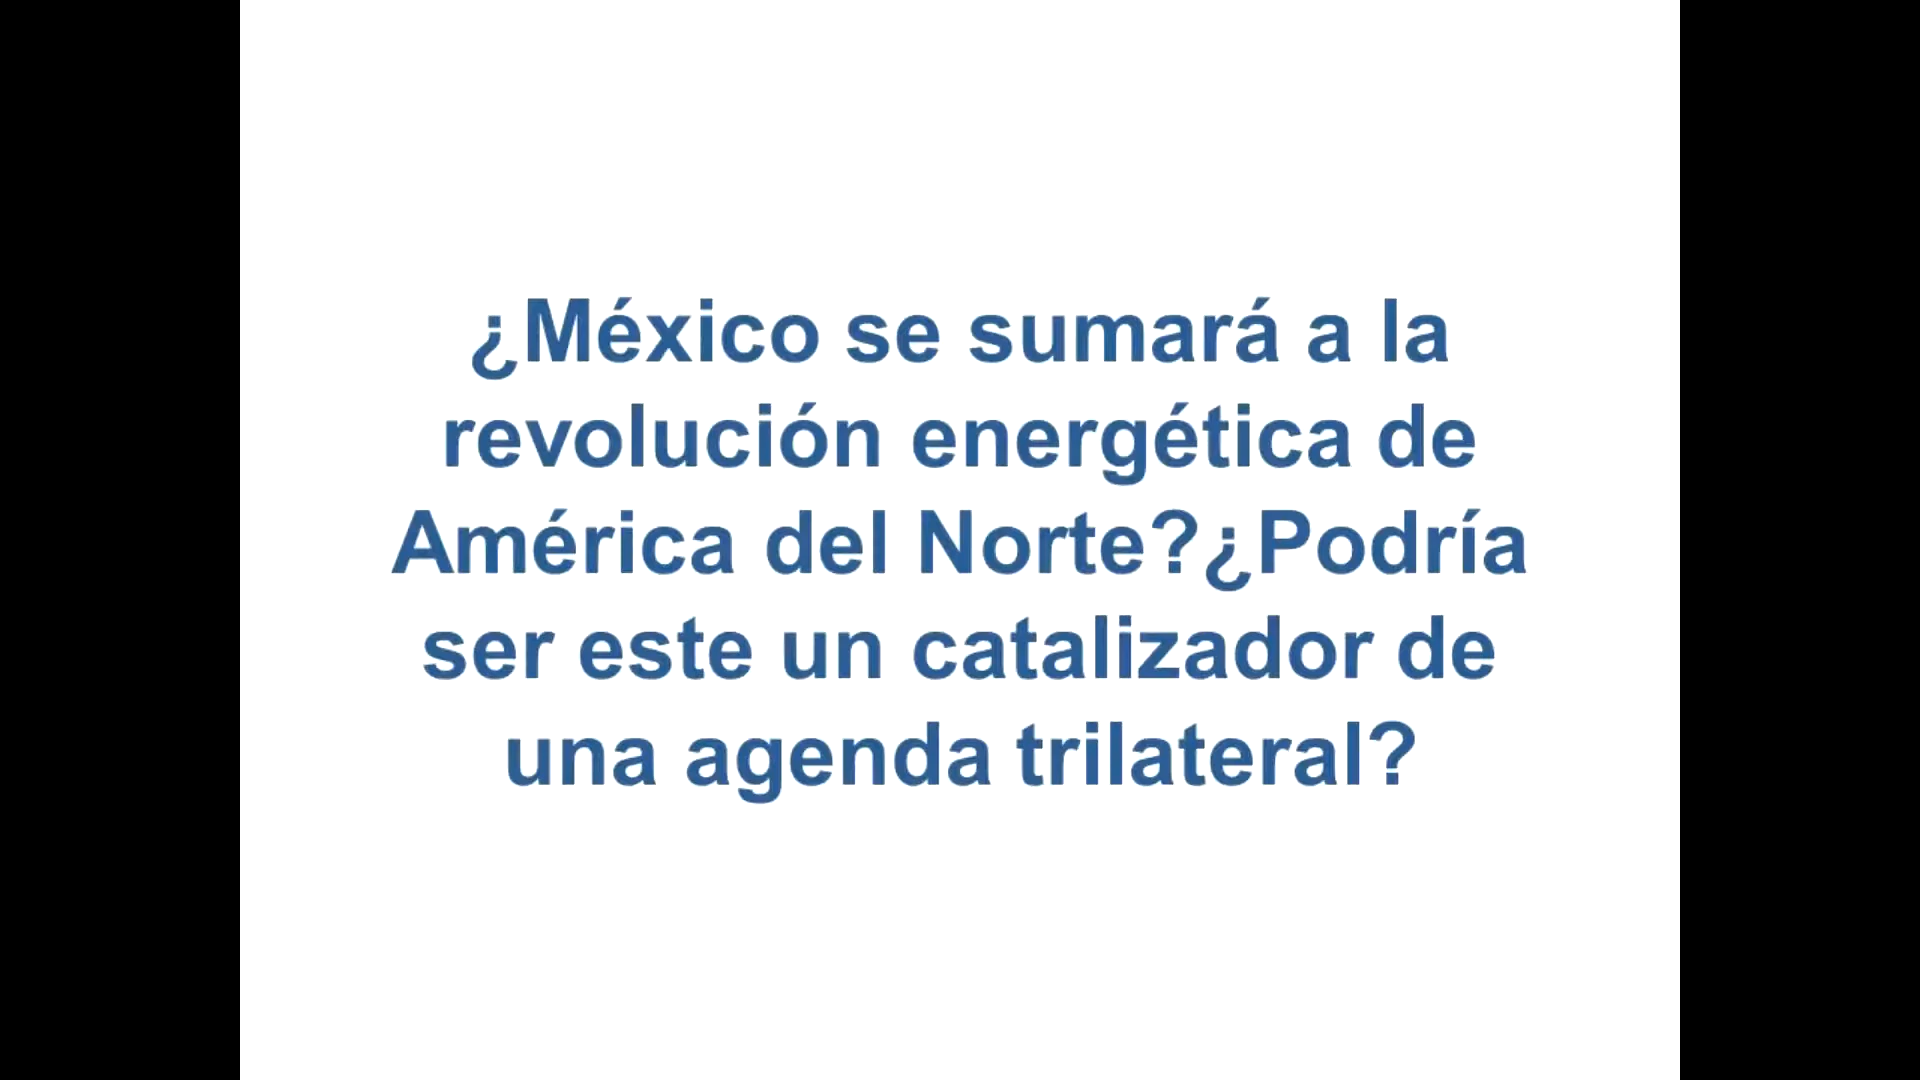 ¿México se sumará a la
revolución energética de
América del Norte?¿Podría
ser este un catalizador de
una agenda trilateral?